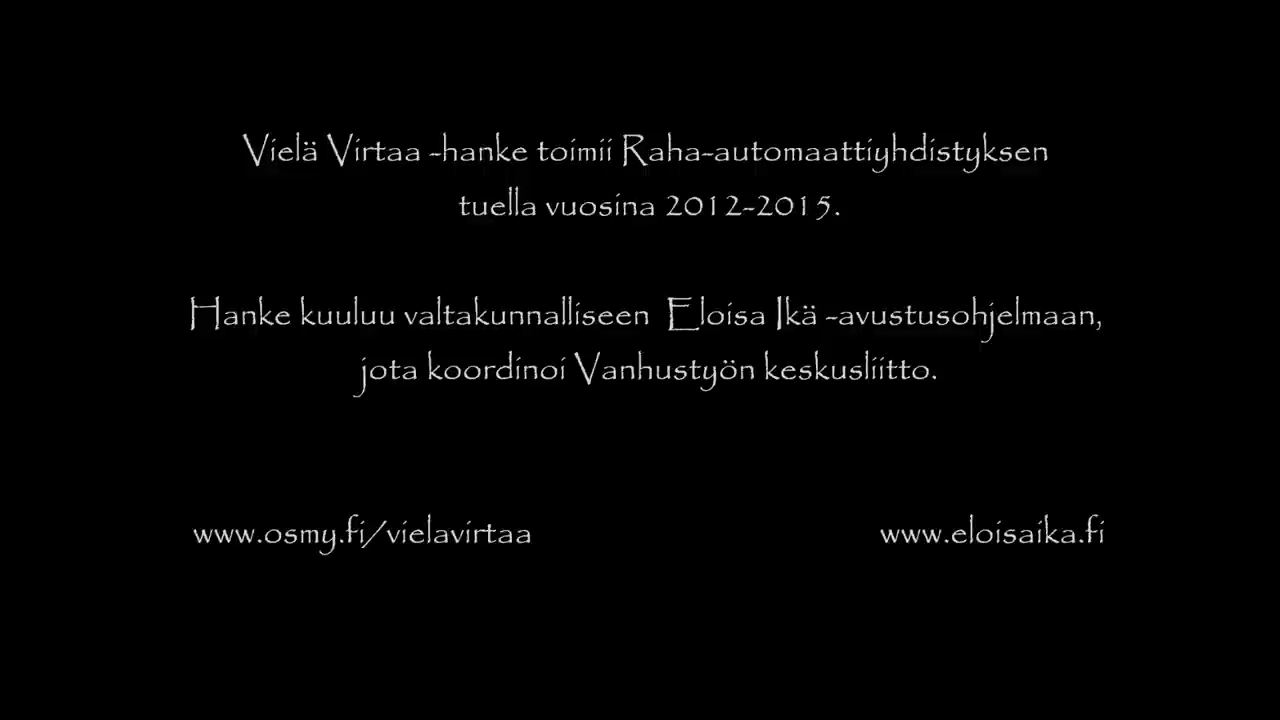 Vielä Virtaa -hanke toimii Raha-automaattiyhdistyksen
tuella vuosina 2012-2015.
Hanke kuuluu valtakunnalliseen Eloisa Ikä -avustusohjelmaan,
jota koordinoi Vanhustyön keskusliitto.
www.osmy.fi/vielavirtaa
www.eloisaika.fi